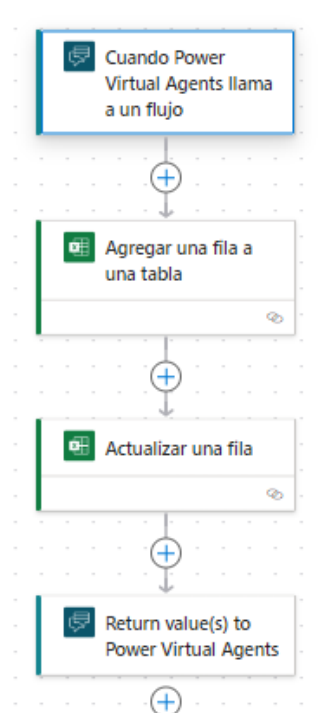 Cuando Power
Virtual Agents llama
a un flujo
Agregar una fila a
una tabla
Actualizar una fila
Return value(s) to
Power Virtual Agents